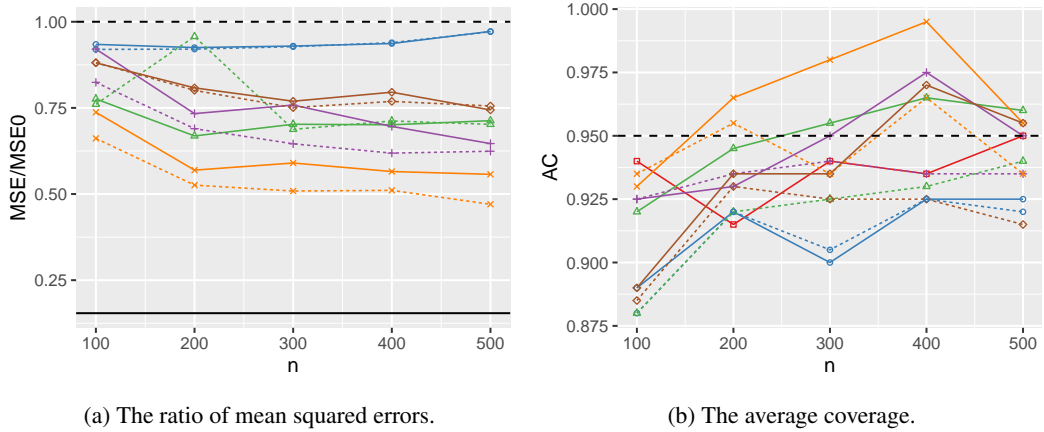 1.00
0.75
0.50
0.25
MSE/MSE0
100 200 300 400 500
n
1.000
0.975
0.950
0.925
0.900
0.875
AC
100 200 300 400 500
n
(a) The ratio of mean squared errors.
(b) The average coverage.